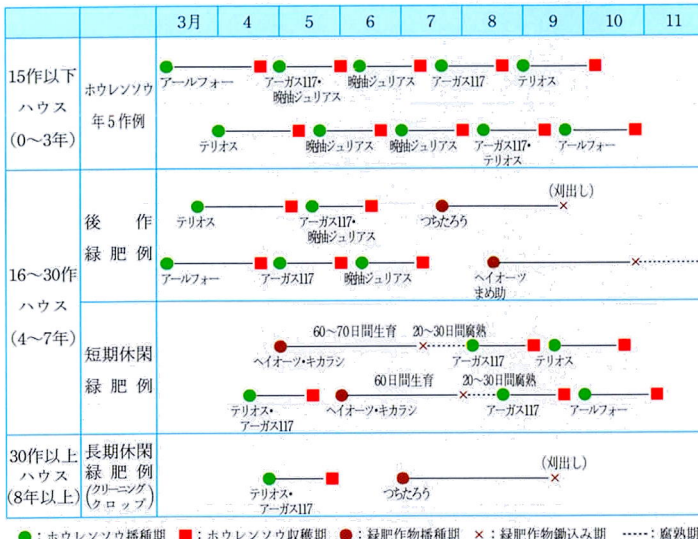 3月 4 5 6 7 8 9 10 11
15作以下
ハウス
(0～3年)
ホウレンソウ
年5作例
アールフォー
アーガス117・
晩抽ジュリアス
晩抽ジュリアス
アーガス117
テリオス
テリオス
晩抽ジュリアス
晩抽ジュリアス
アーガス117・
テリオス
アールフォー
16～30作
ハウス
(4～7年)
後作
緑肥例
テリオス
アーガス117・
晩抽ジュリアス
つちたろう
(刈出し)
アールフォー
アーガス117
晩抽ジュリアス
ヘイオーツ
まめ助
短期休閑
緑肥例
60～70日間生育
20～30日間腐熟
ヘイオーツ・キカラシ
アーガス117
テリオス
60日間生育
20～30日間腐熟
テリオス・
アーガス117
ヘイオーツ・キカラシ
アーガス117
アールフォー
30作以上
ハウス
(8年以上)
長期休閑
緑肥例
(クリーニング
クロップ)
テリオス・
アーガス117
つちたろう
(刈出し)
●：ホウレンソウ播種期 ■：ホウレンソウ収穫期 ●：緑肥作物播種期 ×：緑肥作物鋤込み期 ‥‥：腐熟期